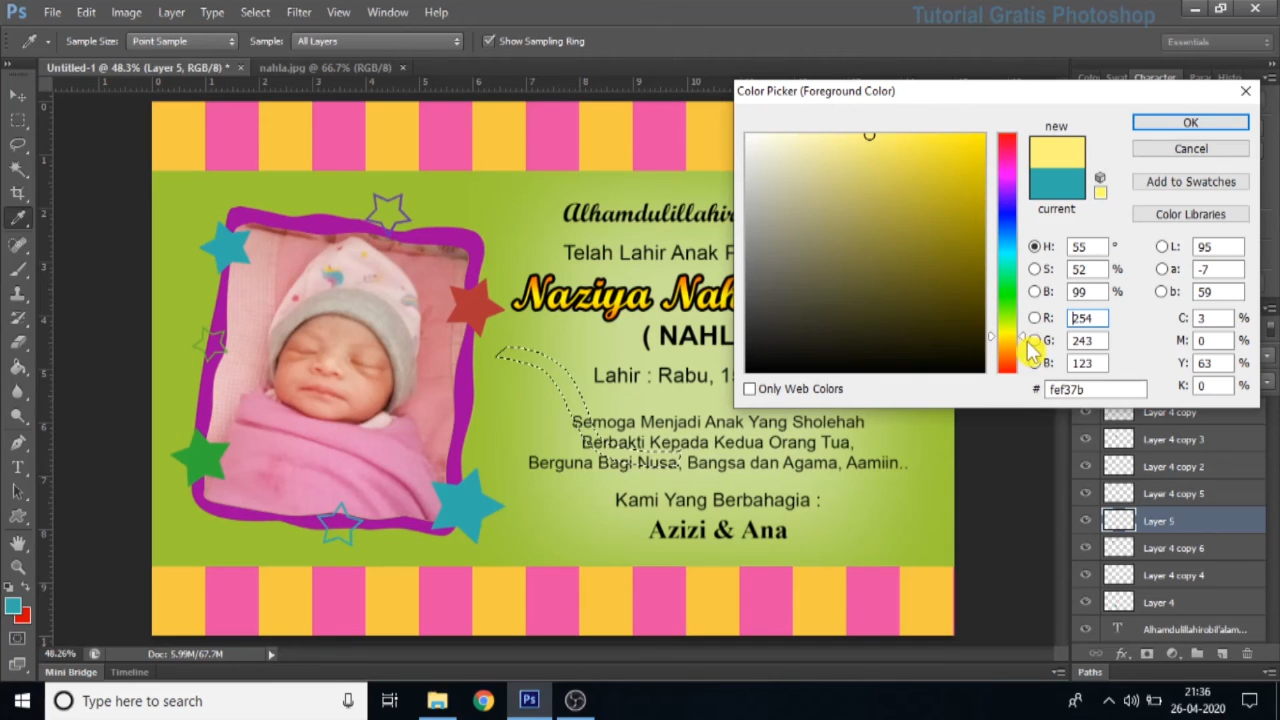 Tutorial Gratis Photoshop
Ps File Edit Image Layer Type Select Filter View Window Help
Sample Size: Point Sample Sample: All Layers Show Sampling Ring Essentials
Untitled-1 @ 48.3% (Layer 5, RGB/8) * × nahla.jpg @ 66.7% (RGB/8) ×
Character
Color Picker (Foreground Color)
new
current
OK
Cancel
Add to Swatches
Color Libraries
H: 55 °
S: 52 %
B: 99 %
R: 254
G: 243
B: 123
L: 95
a: -7
b: 59
C: 3 %
M: 0 %
Y: 63 %
K: 0 %
# fef37b
Only Web Colors
Telah Lahir Anak
( NAHL
Lahir : Rabu, 1
Semoga Menjadi Anak Yang Sholehah
Berbakti Kepada Kedua Orang Tua,
Berguna Bagi Nusa, Bangsa dan Agama, Aamiin..
Kami Yang Berbahagia :
Azizi & Ana
Layer 4 copy
Layer 4 copy 3
Layer 4 copy 2
Layer 4 copy 5
Layer 5
Layer 4 copy 6
Layer 4 copy 4
Layer 4
T Alhamdulillahirobil'alam...
Paths
48.26% Doc: 5.99M/67.7M
Mini Bridge Timeline
Type here to search
21:36
26-04-2020